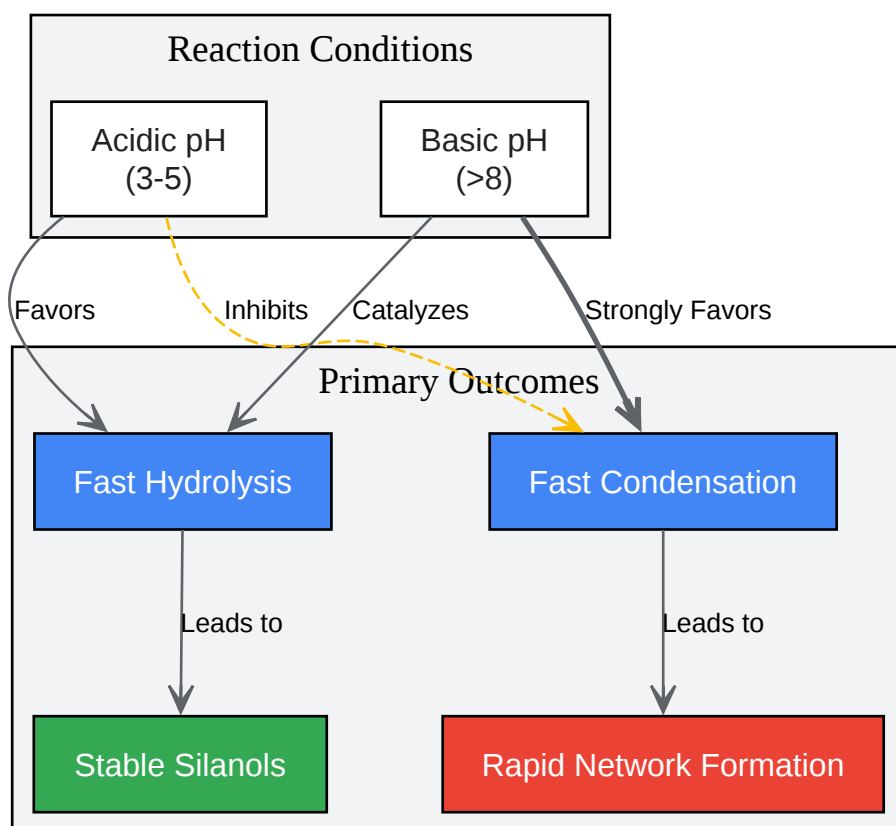 Reaction Conditions
Acidic pH
(3-5)
Basic pH
(>8)
Favors
Inhibits
Catalyzes
Strongly Favors
Primary Outcomes
Fast Hydrolysis
Fast Condensation
Leads to
Leads to
Stable Silanols
Rapid Network Formation